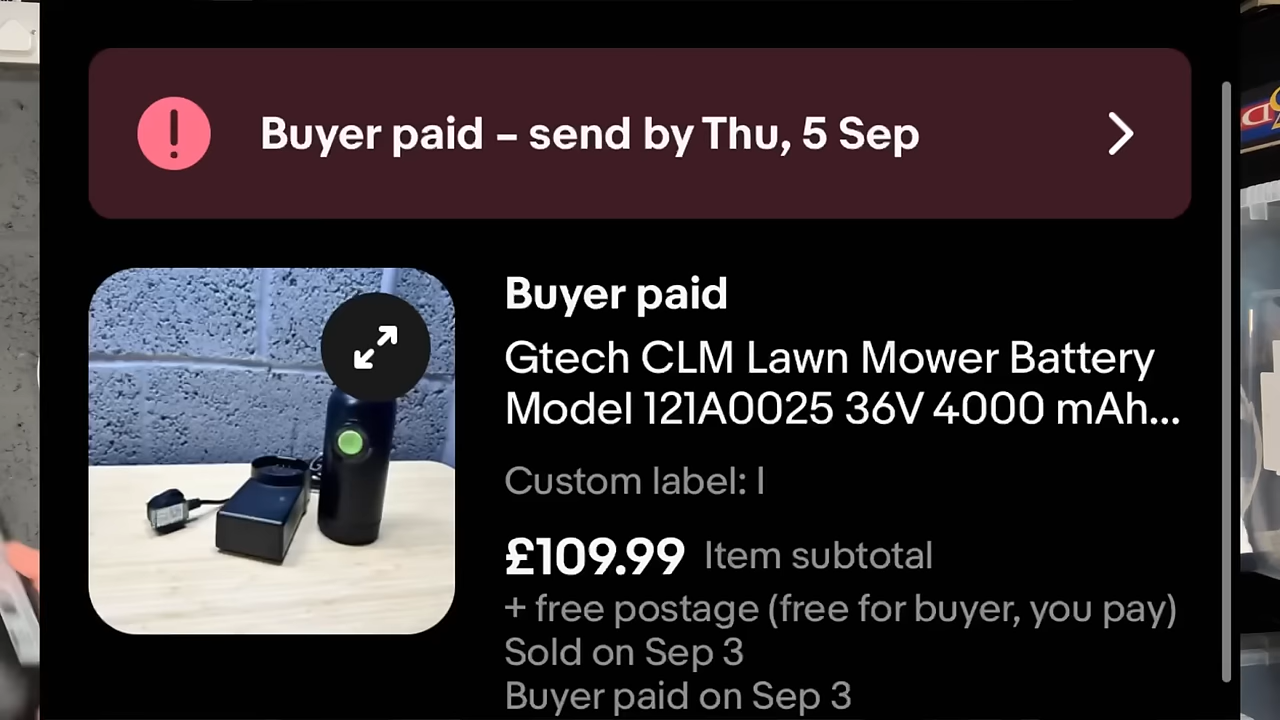 Buyer paid – send by Thu, 5 Sep
Buyer paid
Gtech CLM Lawn Mower Battery
Model 121A0025 36V 4000 mAh...
Custom label: I
£109.99 Item subtotal
+ free postage (free for buyer, you pay)
Sold on Sep 3
Buyer paid on Sep 3